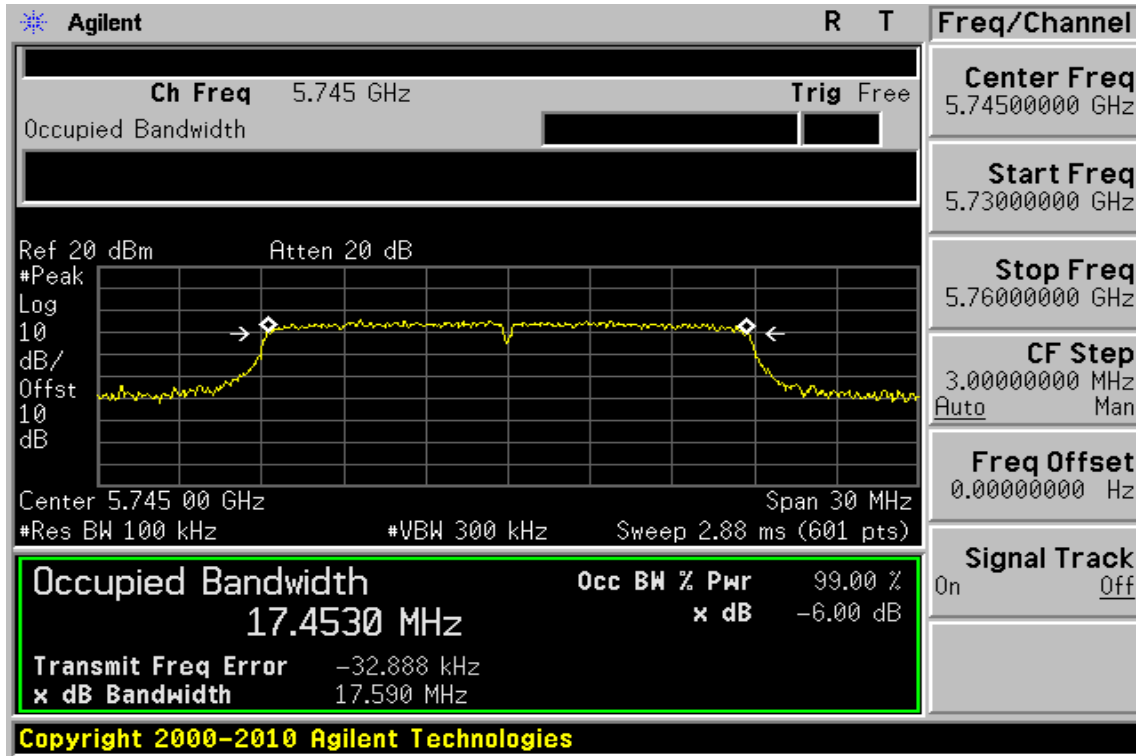 Agilent R T
Ch Freq 5.745 GHz Trig Free
Occupied Bandwidth
Ref 20 dBm Atten 20 dB
#Peak
Log
10
dB/
Offst
10
dB
Center 5.745 00 GHz Span 30 MHz
#Res BW 100 kHz #VBW 300 kHz Sweep 2.88 ms (601 pts)
Occupied Bandwidth Occ BW % Pwr 99.00 %
17.4530 MHz x dB -6.00 dB
Transmit Freq Error -32.888 kHz
x dB Bandwidth 17.590 MHz
Copyright 2000-2010 Agilent Technologies
Freq/Channel
Center Freq
5.74500000 GHz
Start Freq
5.73000000 GHz
Stop Freq
5.76000000 GHz
CF Step
3.00000000 MHz
Auto Man
Freq Offset
0.00000000 Hz
Signal Track
On Off